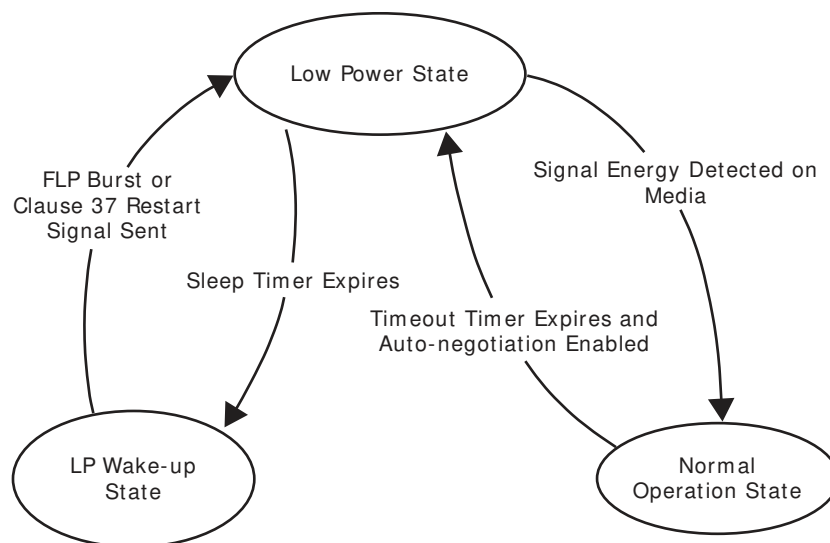 Low Power State
FLP Burst or
Clause 37 Restart
Signal Sent
Signal Energy Detected on
Media
Sleep Timer Expires
Timeout Timer Expires and
Auto-negotiation Enabled
LP Wake-up
State
Normal
Operation State